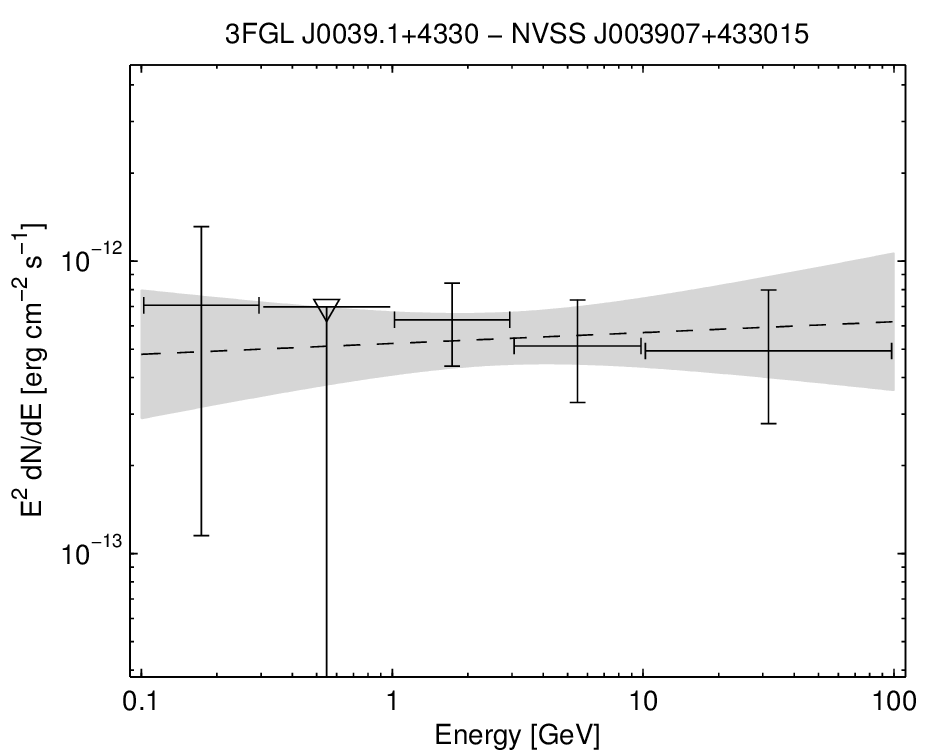 3FGL J0039.1+4330 − NVSS J003907+433015
E² dN/dE [erg cm⁻² s⁻¹]
10⁻¹²
10⁻¹³
0.1 1 10 100
Energy [GeV]